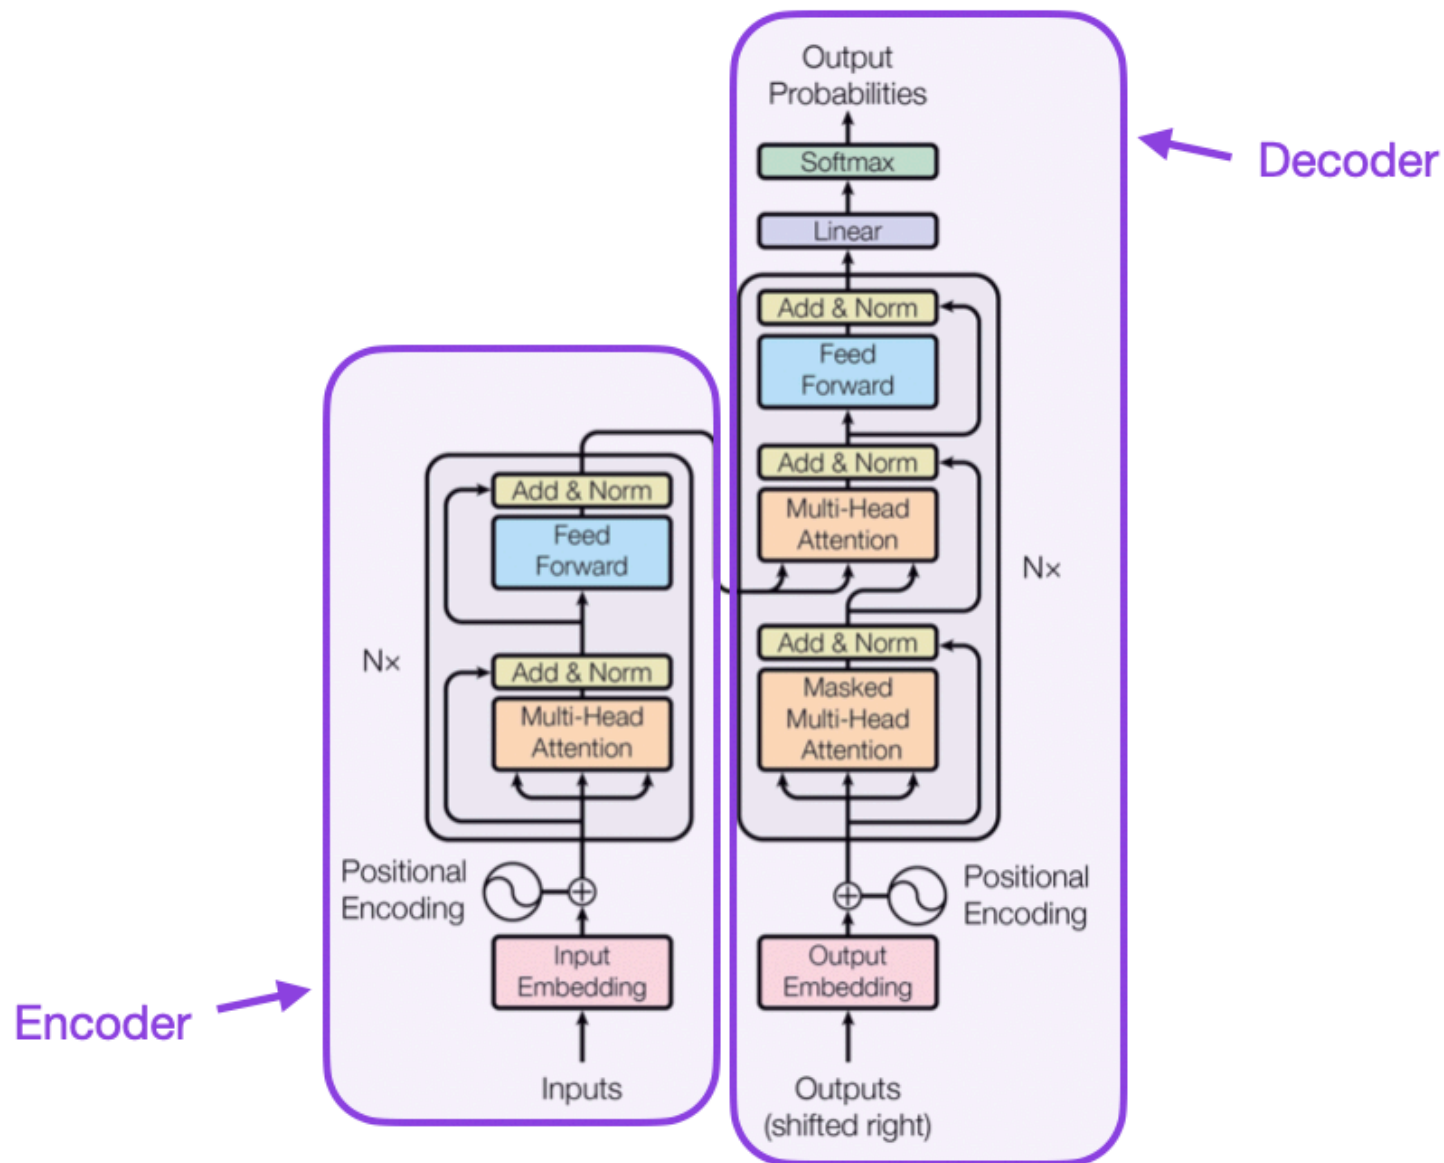 Encoder
Nx
Add & Norm
Feed
Forward
Add & Norm
Multi-Head
Attention
Positional
Encoding
Input
Embedding
Inputs
Decoder
Output
Probabilities
Softmax
Linear
Add & Norm
Feed
Forward
Add & Norm
Multi-Head
Attention
N×
Add & Norm
Masked
Multi-Head
Attention
Positional
Encoding
Output
Embedding
Outputs
(shifted right)